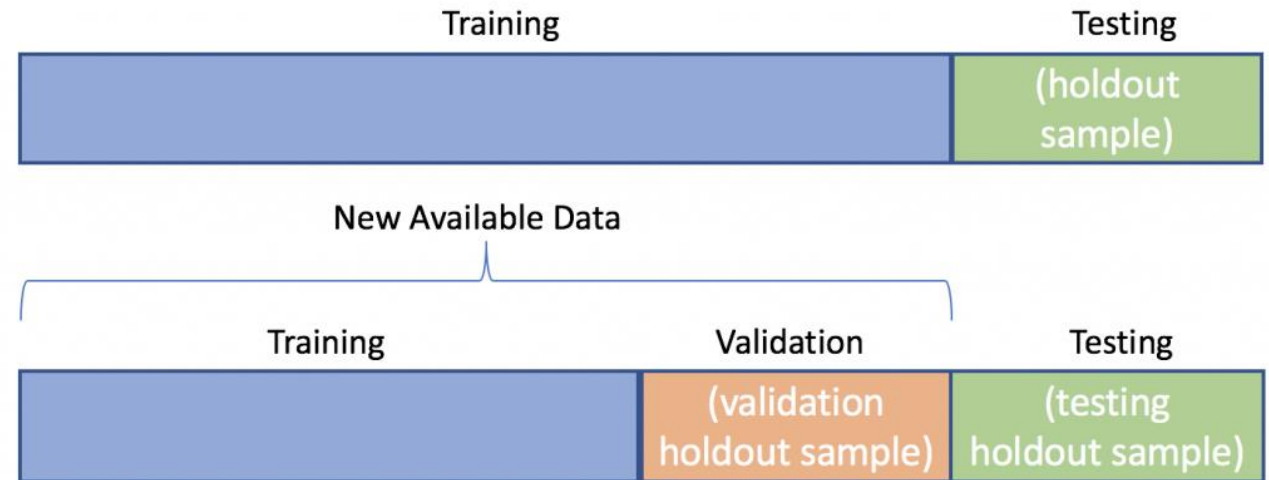 Training
Testing
(holdout
sample)
New Available Data
Training
Validation
Testing
(validation
holdout sample)
(testing
holdout sample)